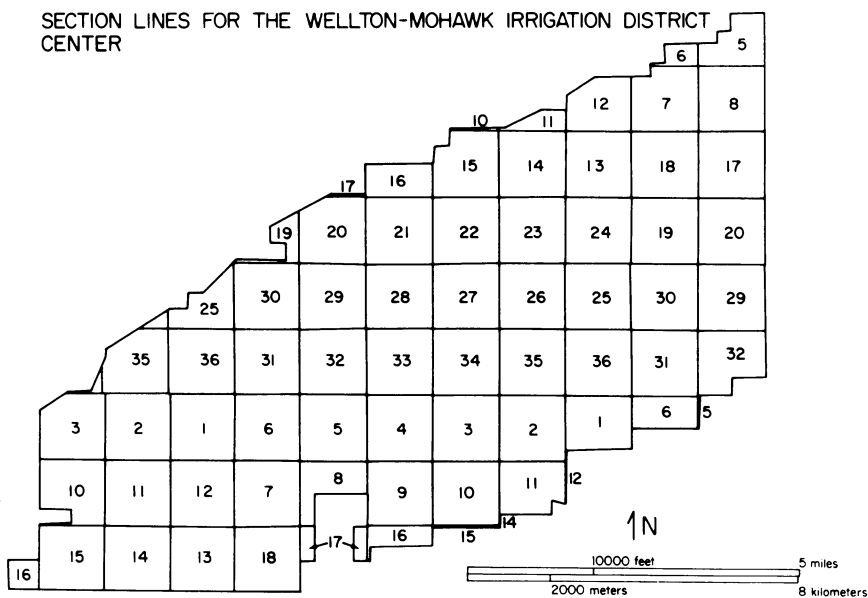 SECTION LINES FOR THE WELLTON-MOHAWK IRRIGATION DISTRICT
CENTER
6 5
12 7 8
10 11
15 14 13 18 17
17 16
19 20 21 22 23 24 19 20
25 30 29 28 27 26 25 30 29
35 36 31 32 33 34 35 36 31 32
3 2 1 6 5 4 3 2 1 6 5
10 11 12 7 8 9 10 11 12
15 14 13 18 17 16 15 14
16
1N
10000 feet 5 miles
2000 meters 8 kilometers